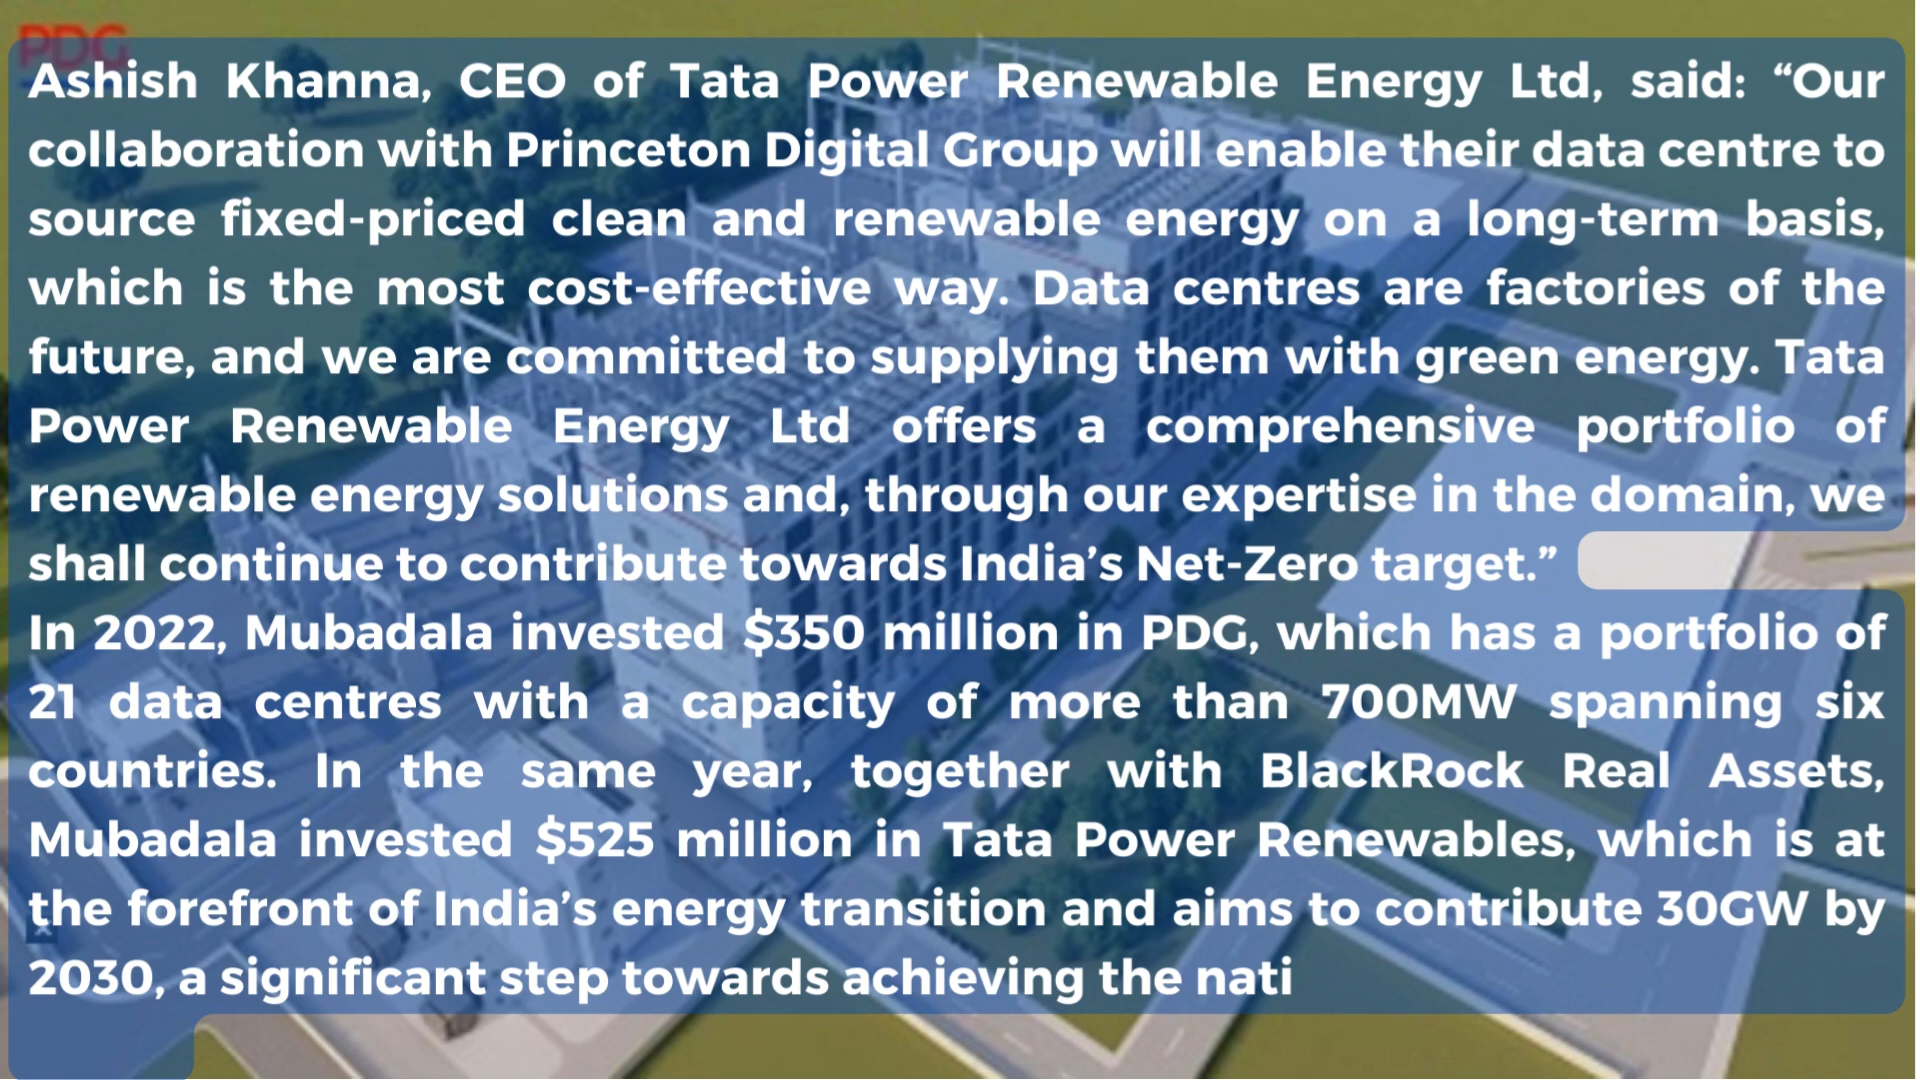 PDG
Ashish Khanna, CEO of Tata Power Renewable Energy Ltd, said: “Our
collaboration with Princeton Digital Group will enable their data centre to
source fixed-priced clean and renewable energy on a long-term basis,
which is the most cost-effective way. Data centres are factories of the
future, and we are committed to supplying them with green energy. Tata
Power Renewable Energy Ltd offers a comprehensive portfolio of
renewable energy solutions and, through our expertise in the domain, we
shall continue to contribute towards India’s Net-Zero target.”
In 2022, Mubadala invested $350 million in PDG, which has a portfolio of
21 data centres with a capacity of more than 700MW spanning six
countries. In the same year, together with BlackRock Real Assets,
Mubadala invested $525 million in Tata Power Renewables, which is at
the forefront of India’s energy transition and aims to contribute 30GW by
2030, a significant step towards achieving the nati